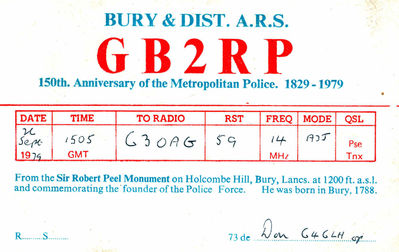 BURY & DIST. A.R.S.
GB2RP
150th. Anniversary of the Metropolitan Police. 1829-1979
DATE TIME TO RADIO RST FREQ MODE QSL
Sept 1979 1505 GMT G3OAG 59 14 MHz Pse Tnx
From the Sir Robert Peel Monument on Holcombe Hill, Bury, Lancs. at 1200 ft. a.s.l.
and commemorating the founder of the Police Force. He was born in Bury, 1788.
R......S...... 73 de Don G4GLH op